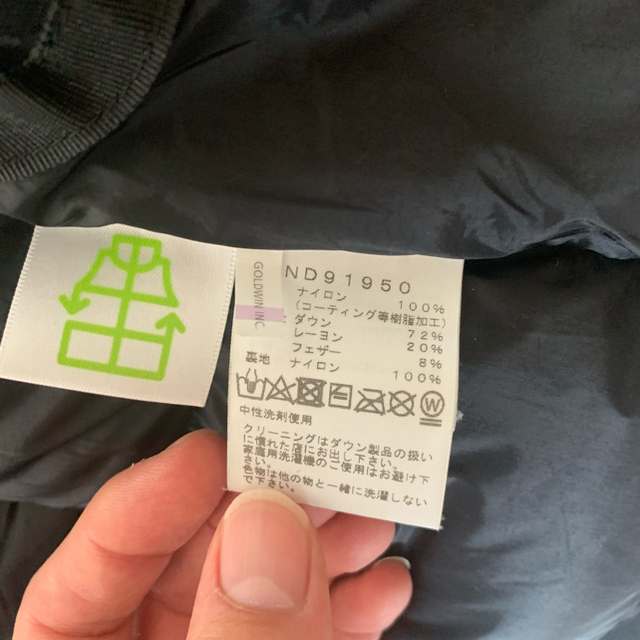 GOLDWIN INC.
ND91950
ナイロン 100%
(コーティング等樹脂加工)
ダウン 72%
レーヨン 20%
フェザー 8%
裏地 ナイロン 100%
中性洗剤使用
クリーニングはダウン製品の扱い
に慣れた店にお出し下さい。
家庭用洗濯機のご使用はお避け下
さい。
色物は他の物と一緒に洗濯しない
で下さい。